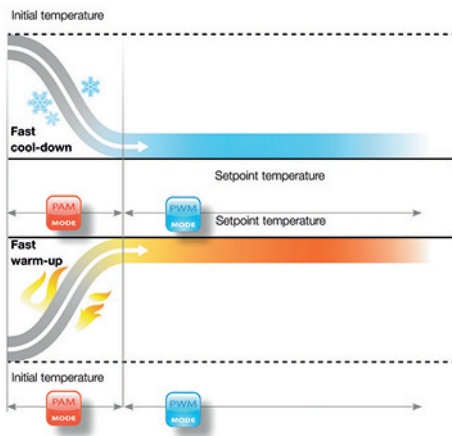 Initial temperature
Fast
cool-down
Setpoint temperature
PAM
MODE
PWM
MODE
Setpoint temperature
Fast
warm-up
Initial temperature
PAM
MODE
PWM
MODE